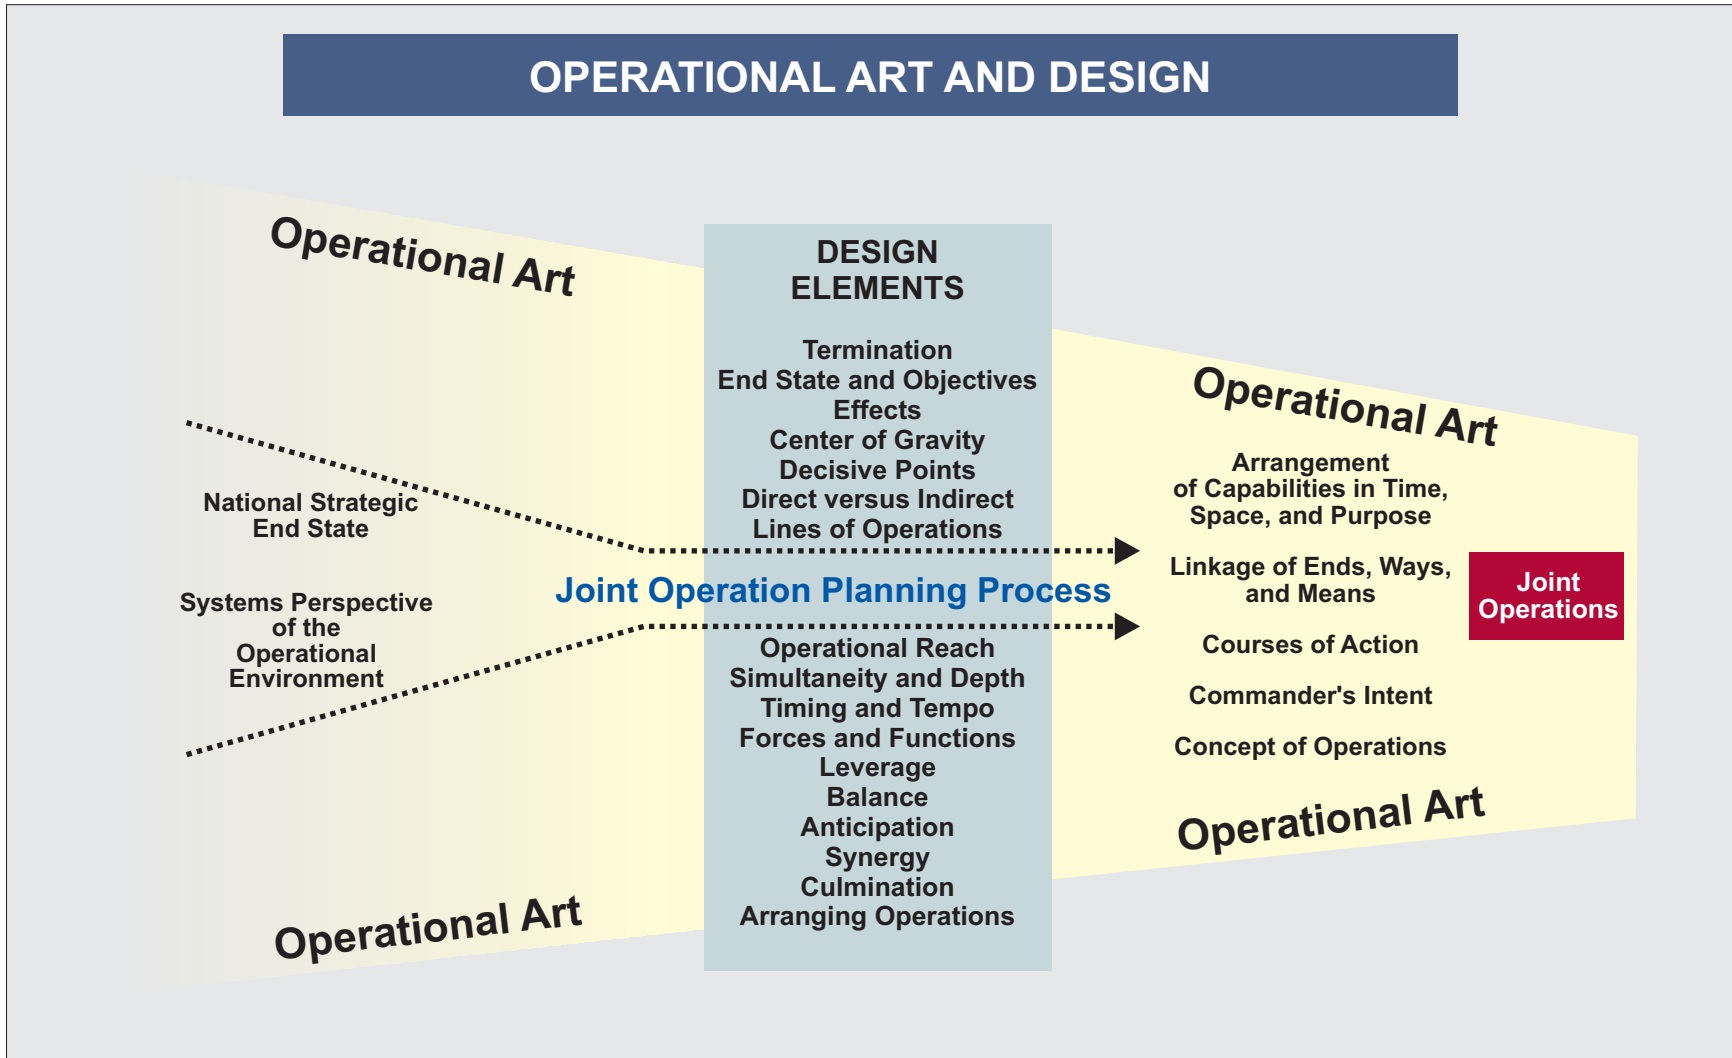 OPERATIONAL ART AND DESIGN
Operational Art
National Strategic
End State
Systems Perspective
of the
Operational
Environment
Operational Art
DESIGN
ELEMENTS
Termination
End State and Objectives
Effects
Center of Gravity
Decisive Points
Direct versus Indirect
Lines of Operations
Joint Operation Planning Process
Operational Reach
Simultaneity and Depth
Timing and Tempo
Forces and Functions
Leverage
Balance
Anticipation
Synergy
Culmination
Arranging Operations
Operational Art
Arrangement
of Capabilities in Time,
Space, and Purpose
Linkage of Ends, Ways,
and Means
Courses of Action
Commander's Intent
Concept of Operations
Operational Art
Joint
Operations